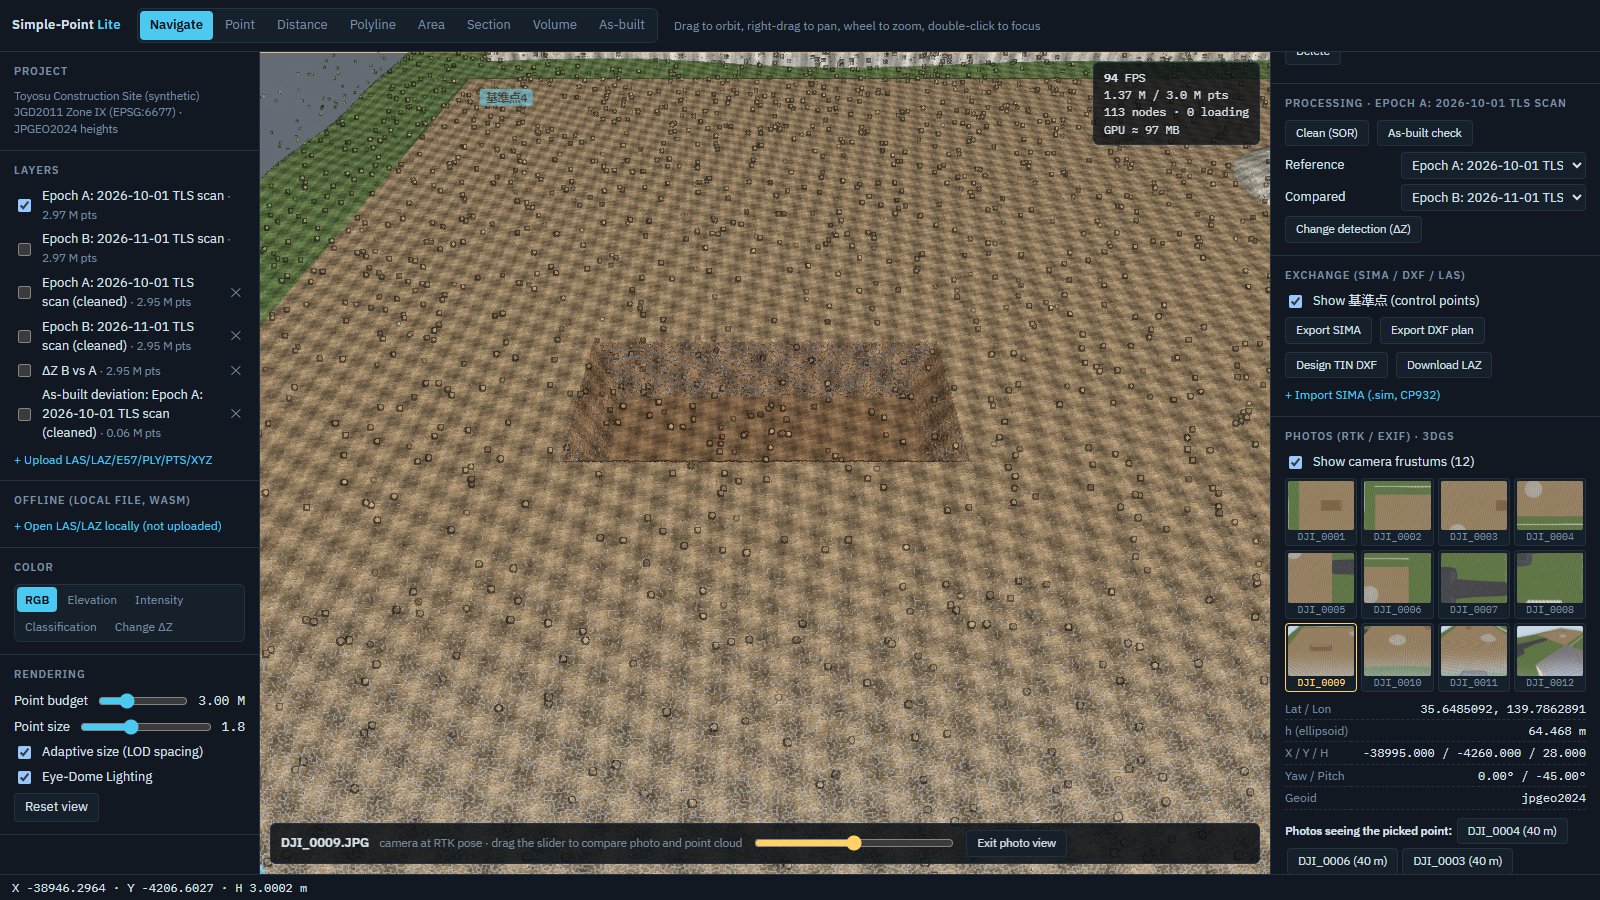 Simple-Point Lite
Navigate Point Distance Polyline Area Section Volume As-built
Drag to orbit, right-drag to pan, wheel to zoom, double-click to focus
PROJECT
Toyosu Construction Site (synthetic)
JGD2011 Zone IX (EPSG:6677) ·
JPGEO2024 heights
LAYERS
Epoch A: 2026-10-01 TLS scan ·
2.97 M pts
Epoch B: 2026-11-01 TLS scan ·
2.97 M pts
Epoch A: 2026-10-01 TLS
scan (cleaned) · 2.95 M pts
Epoch B: 2026-11-01 TLS
scan (cleaned) · 2.95 M pts
ΔZ B vs A · 2.95 M pts
As-built deviation: Epoch A:
2026-10-01 TLS scan
(cleaned) · 0.06 M pts
+ Upload LAS/LAZ/E57/PLY/PTS/XYZ
OFFLINE (LOCAL FILE, WASM)
+ Open LAS/LAZ locally (not uploaded)
COLOR
RGB Elevation Intensity
Classification Change ΔZ
RENDERING
Point budget 3.00 M
Point size 1.8
Adaptive size (LOD spacing)
Eye-Dome Lighting
Reset view
基準点4
94 FPS
1.37 M / 3.0 M pts
113 nodes · 0 loading
GPU ≈ 97 MB
DJI_0009.JPG camera at RTK pose · drag the slider to compare photo and point cloud Exit photo view
Delete
PROCESSING · EPOCH A: 2026-10-01 TLS SCAN
Clean (SOR) As-built check
Reference Epoch A: 2026-10-01 TLS
Compared Epoch B: 2026-11-01 TLS
Change detection (ΔZ)
EXCHANGE (SIMA / DXF / LAS)
Show 基準点 (control points)
Export SIMA Export DXF plan
Design TIN DXF Download LAZ
+ Import SIMA (.sim, CP932)
PHOTOS (RTK / EXIF) · 3DGS
Show camera frustums (12)
DJI_0001 DJI_0002 DJI_0003 DJI_0004
DJI_0005 DJI_0006 DJI_0007 DJI_0008
DJI_0009 DJI_0010 DJI_0011 DJI_0012
Lat / Lon 35.6485092, 139.7862891
h (ellipsoid) 64.468 m
X / Y / H -38995.000 / -4260.000 / 28.000
Yaw / Pitch 0.00° / -45.00°
Geoid jpgeo2024
Photos seeing the picked point: DJI_0004 (40 m)
DJI_0006 (40 m) DJI_0003 (40 m)
X -38946.2964 · Y -4206.6027 · H 3.0002 m